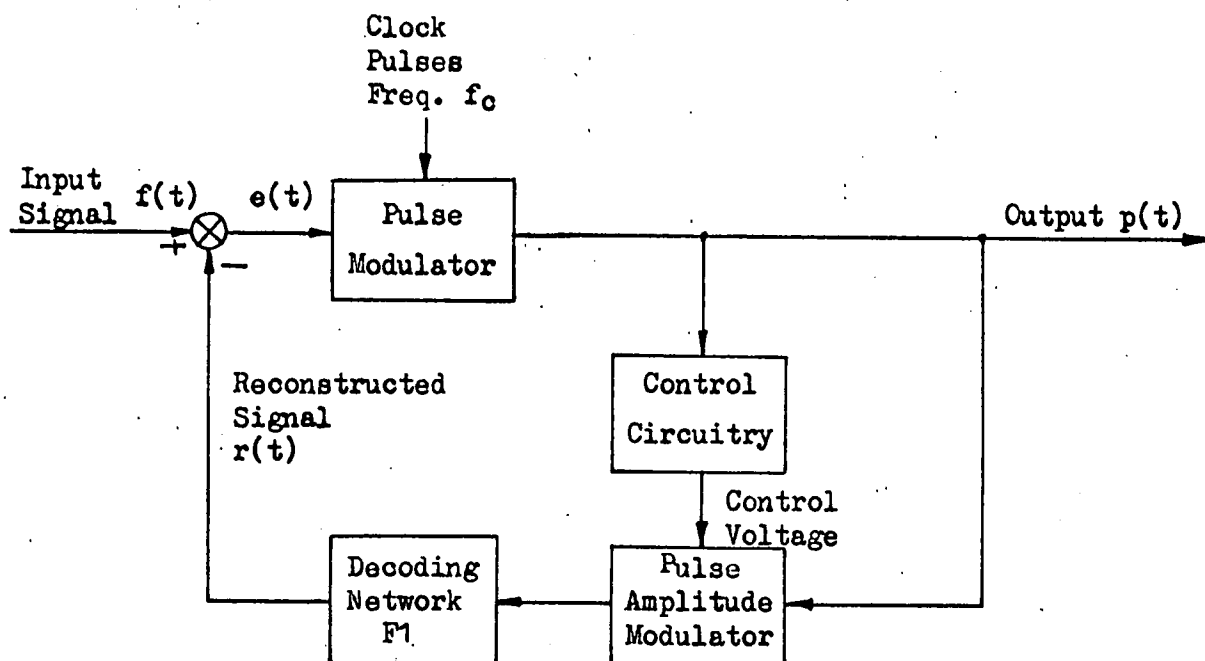 Clock
Pulses
Freq. fc
Input
Signal
f(t)
e(t)
+
−
Pulse
Modulator
Output p(t)
Reconstructed
Signal
r(t)
Control
Circuitry
Control
Voltage
Decoding
Network
F1
Pulse
Amplitude
Modulator